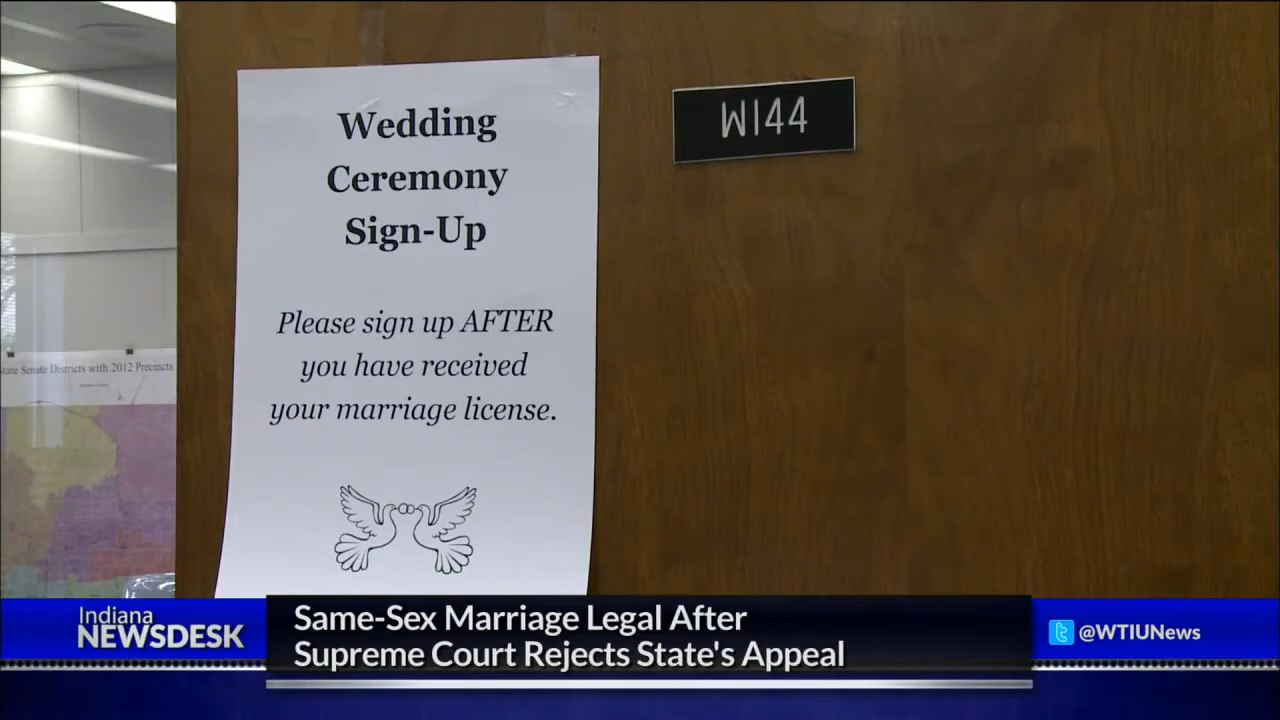 Wedding
Ceremony
Sign-Up
Please sign up AFTER
you have received
your marriage license.
W144
State Senate Districts with 2012 Precincts
Indiana
NEWSDESK
Same-Sex Marriage Legal After
Supreme Court Rejects State's Appeal
@WTIUNews